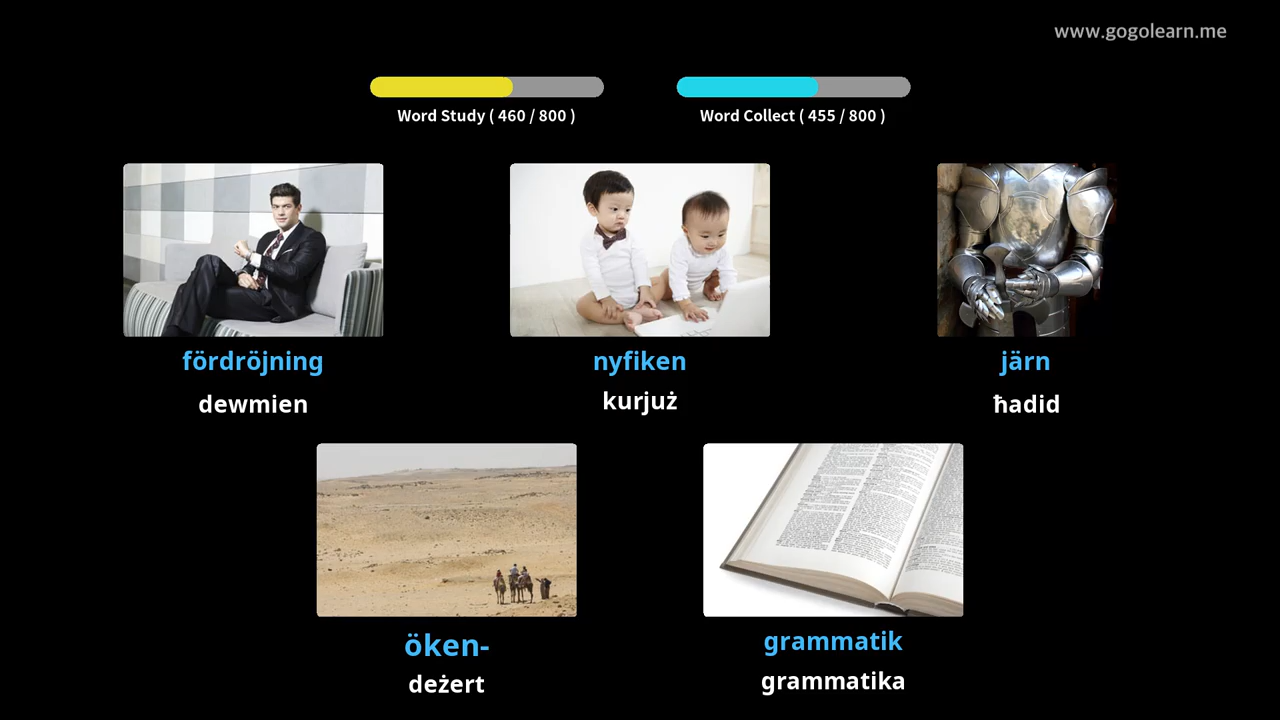 www.gogolearn.me
Word Study ( 460 / 800 )
Word Collect ( 455 / 800 )
fördröjning
dewmien
nyfiken
kurjuż
järn
ħadid
öken-
deżert
grammatik
grammatika